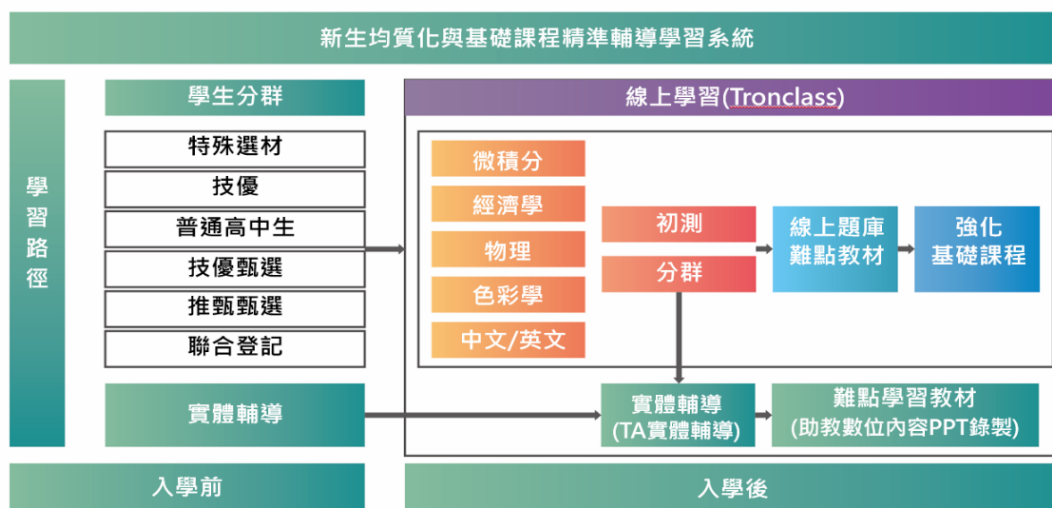 新生均質化與基礎課程精準輔導學習系統
學習路徑
學生分群
特殊選材
技優
普通高中生
技優甄選
推甄甄選
聯合登記
實體輔導
線上學習(Tronclass)
微積分
經濟學
物理
色彩學
中文/英文
初測
分群
線上題庫
難點教材
強化
基礎課程
實體輔導
(TA實體輔導)
難點學習教材
(助教數位內容PPT錄製)
入學前
入學後